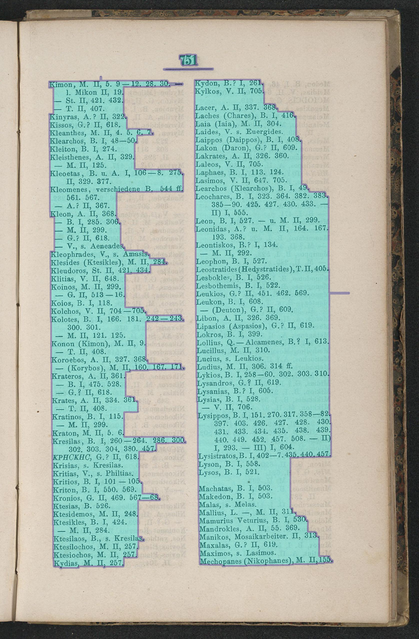 751
Kimon, M. II, 5. 9—12. 28. 30.
— l. Mikon II, 19.
— St. II, 421. 432.
— T. II, 407.
Kinyras, A.? II, 322.
Kissos, G.? II, 618.
Kleanthes, M. II, 4. 5. 6. 7.
Klearchos, B. I, 48—50.
Kleiton, B. I, 274.
Kleisthenes, A. II, 329.
— M. II, 125.
Kleoetas, B. u. A. I, 106—8. 275.
II, 329. 377.
Kleomenes, verschiedene B. 544 ff.
561. 567.
— A.? II, 367.
Kleon, A. II, 368.
— B. I, 285. 306.
— M. II, 299.
— G.? II, 618.
— V., s. Aeneades.
Kleophrades, V., s. Amasis.
Klesides (Ktesikles), M. II, 284.
Kleudoros, St. II, 421. 434.
Klitias, V. II, 648.
Koinos, M. II, 299.
— G. II, 513—16.
Koios, B. I, 118.
Kolchos, V. II, 704—705.
Kolotes, B. I, 166. 181. 242—243.
300. 301.
— M. II, 121. 125.
Konon (Kimon), M. II, 9.
— T. II, 408.
Koroebos, A. II, 327. 368.
— (Korybos), M. II, 160. 167. 171.
Krateros, A. II, 361.
— B. I, 475. 528.
— G.? II, 618.
Krates, A. II, 334. 361.
— T. II, 408.
Kratinos, B. I, 115.
— M. II, 299.
Kraton, M. II, 5. 6.
Kresilas, B. I, 260—264. 286. 300.
302. 303. 304. 380. 457.
ΚΡΗCΚΗC, G.? II, 618.
Krisias, s. Kresilas.
Kritias, V., s. Philtias.
Kritios, B. I, 101—105.
Kriton, B. I, 550. 569.
Kronios, G. II, 469. 567—68.
Ktesias, B. 526.
Ktesidemos, M. II, 248.
Ktesikles, B. I, 424.
— M. II, 284.
Ktesilaos, B., s. Kresilas.
Ktesilochos, M. II, 257.
Ktesiochos, M. II, 257.
Kydias, M. II, 257.
Kydon, B.? I, 261.
Kylkos, V. II, 705.
Lacer, A. II, 337. 368.
Laches (Chares), B. I, 416.
Laia (Iaia), M. II, 304.
Laides, V. s. Euergides.
Laippos (Daippos), B. I, 408.
Lakon (Daron), G.? II, 609.
Lakrates, A. II, 326. 360.
Laleos, V. II, 705.
Laphaes, B. I, 113. 124.
Lasimos, V. II, 647. 705.
Learchos (Klearchos), B. I, 49.
Leochares, B. I, 323. 364. 382. 383.
385—90. 425. 427. 430. 433. —
II) I, 555.
Leon, B. I, 527. — u. M. II, 299.
Leonidas, A.? u. M. II, 164. 167.
193. 368.
Leontiskos, B.? I, 134.
— M. II, 292.
Leophon, B. I, 527.
Leostratides (Hedystratides), T. II, 405.
Lesbokles, B. I, 526.
Lesbothemis, B. I, 522.
Leukios, G.? II, 451. 462. 569.
Leukon, B. I, 608.
— (Deuton), G.? II, 609.
Libon, A. II, 326. 369.
Lipasios (Aspasios), G.? II, 619.
Lokros, B. I, 399.
Lollius, Q.—Alcamenes, B.? I, 613.
Lucillus, M. II, 310.
Lucius, s. Leukios.
Ludius, M. II, 306. 314 ff.
Lykios, B. I, 258—60. 302. 303. 310.
Lysandros, G.? II, 619.
Lysanias, B.? I, 605.
Lysias, B. I, 528.
— V. II, 706.
Lysippos, B. I, 151. 270. 317. 358—82.
397. 403. 426. 427. 428. 430.
431. 433. 434. 435. 438. 439.
440. 449. 452. 457. 508. — II)
I, 293. — III) I, 604.
Lysistratos, B. I, 402—7. 435. 440. 457.
Lyson, B. I, 558.
Lysos, B. I, 521.
Machatas, B. I, 503.
Makedon, B. I, 503.
Malas, s. Melas.
Mallius, L. —, M. II, 311.
Mamurius Veturius, B. I, 530.
Mandrokles, A. II, 55. 369.
Manikos, Mosaikarbeiter. II, 313.
Maxalas, G.? II, 619.
Maximos, s. Lasimos.
Mechopanes (Nikophanes), M. II, 155.